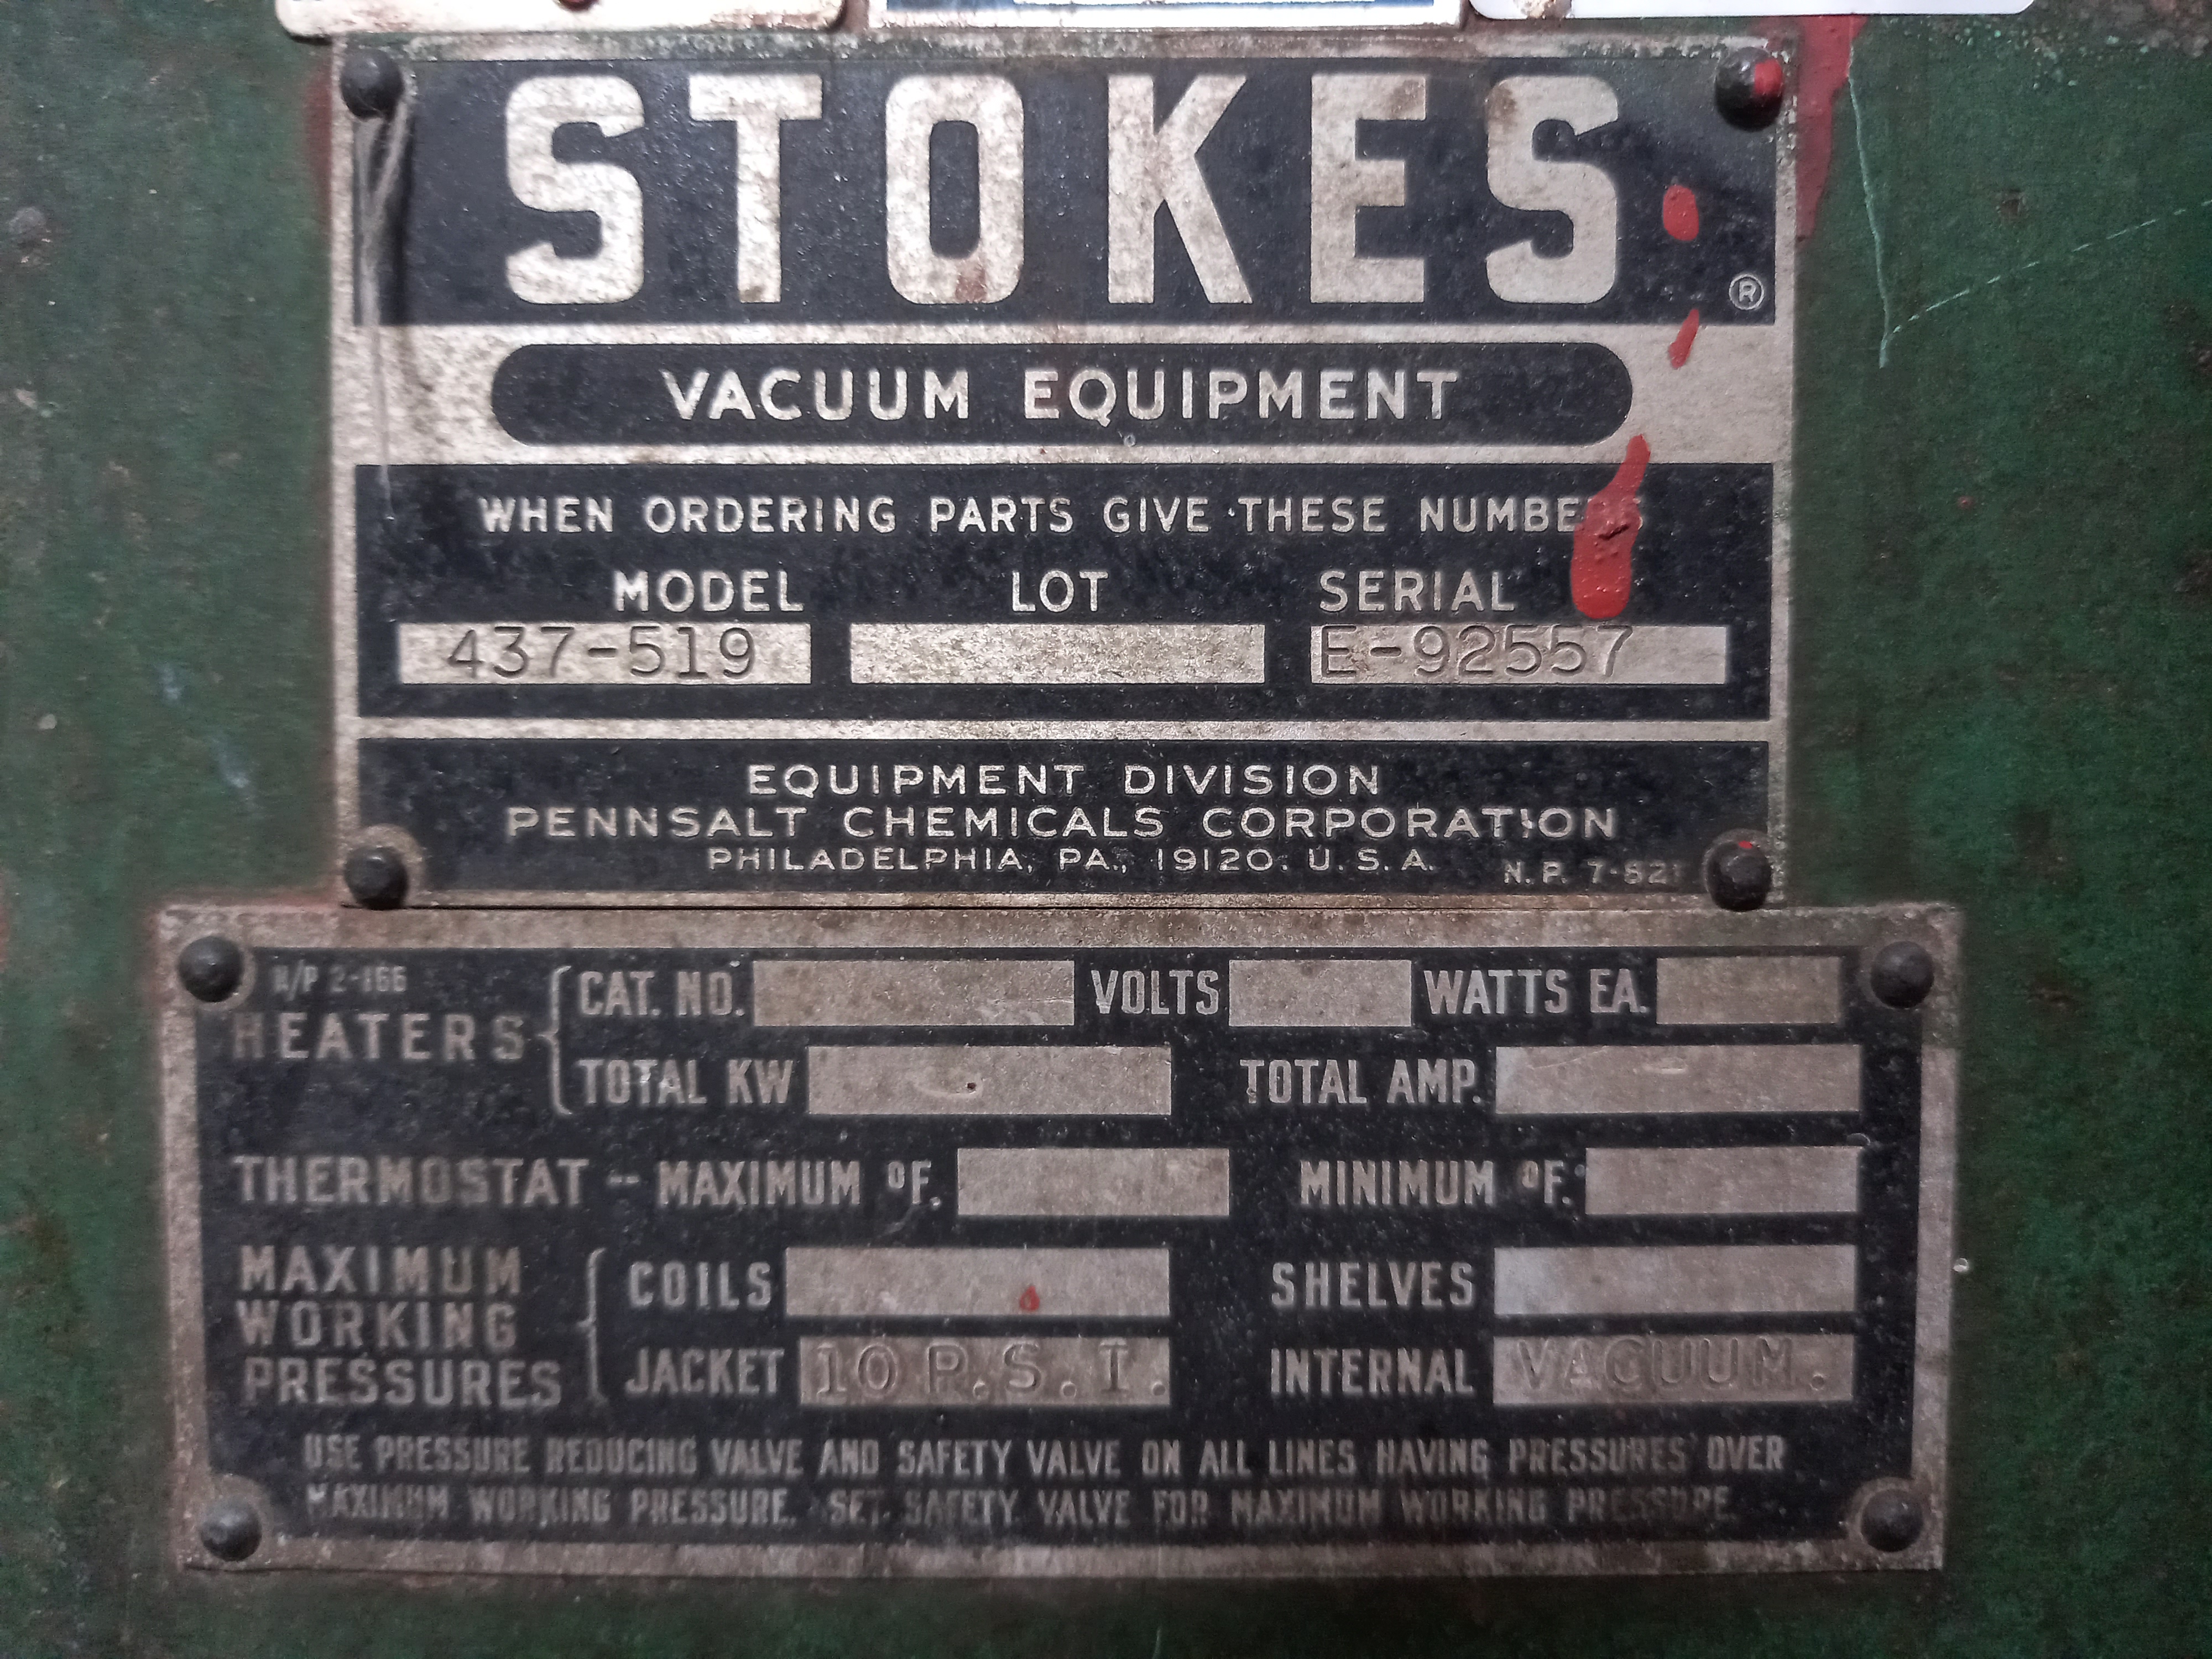 STOKES
®
VACUUM EQUIPMENT
WHEN ORDERING PARTS GIVE THESE NUMBERS
MODEL LOT SERIAL
437-519 E-92557
EQUIPMENT DIVISION
PENNSALT CHEMICALS CORPORATION
PHILADELPHIA, PA., 19120. U. S. A.
N. P. 7-521
N/P 2-166
HEATERS CAT. NO. VOLTS WATTS EA.
TOTAL KW TOTAL AMP.
THERMOSTAT -- MAXIMUM °F. MINIMUM °F.
MAXIMUM WORKING PRESSURES
COILS SHELVES
JACKET 10 P.S.I. INTERNAL VACUUM.
USE PRESSURE REDUCING VALVE AND SAFETY VALVE ON ALL LINES HAVING PRESSURES OVER
MAXIMUM WORKING PRESSURE. SET SAFETY VALVE FOR MAXIMUM WORKING PRESSURE.